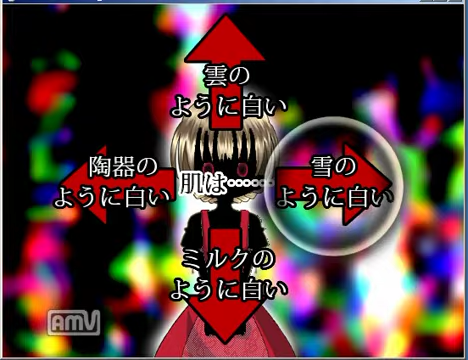 雲の
ように白い
陶器の
ように白い
肌は……
雪の
ように白い
ミルクの
ように白い
AMV